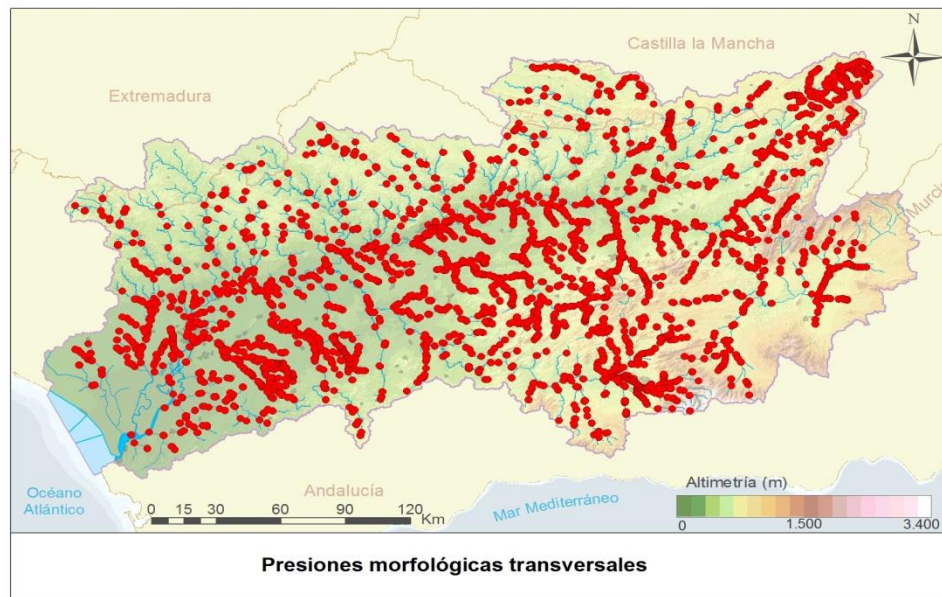 N
Castilla la Mancha
Extremadura
Murci
Océano
Atlántico
Andalucía
Mar Mediterráneo
0 15 30 60 90 120
Km
Altimetría (m)
0 1.500 3.400
Presiones morfológicas transversales